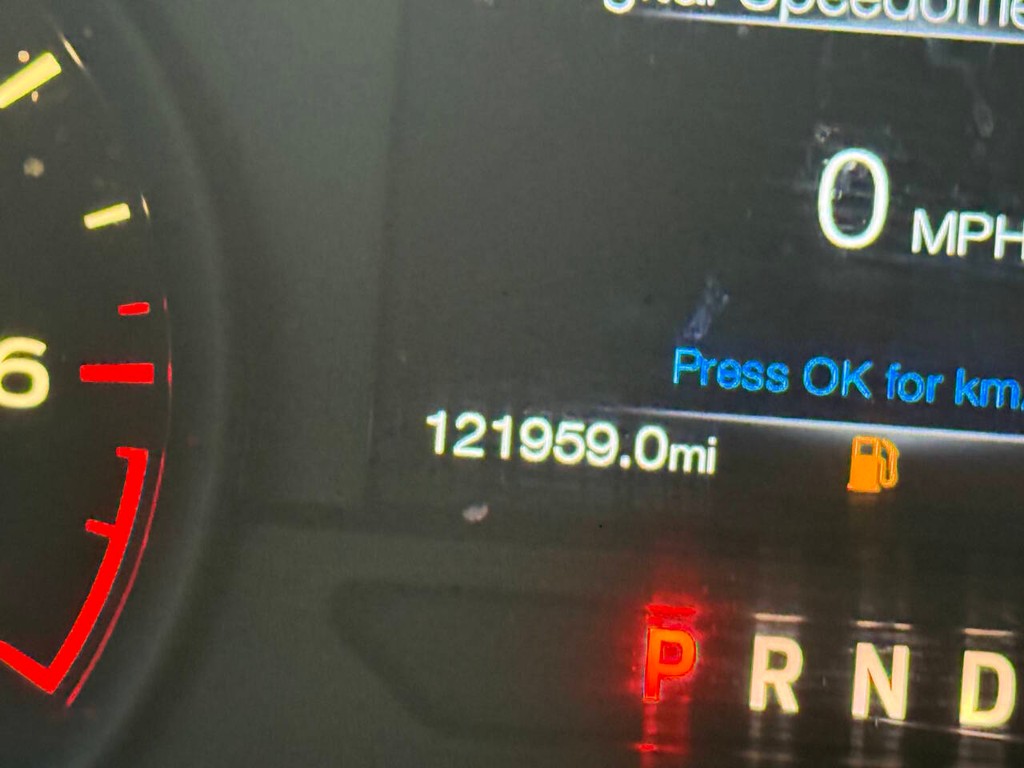 0 MPH
6
Press OK for km
121959.0mi
P R N D